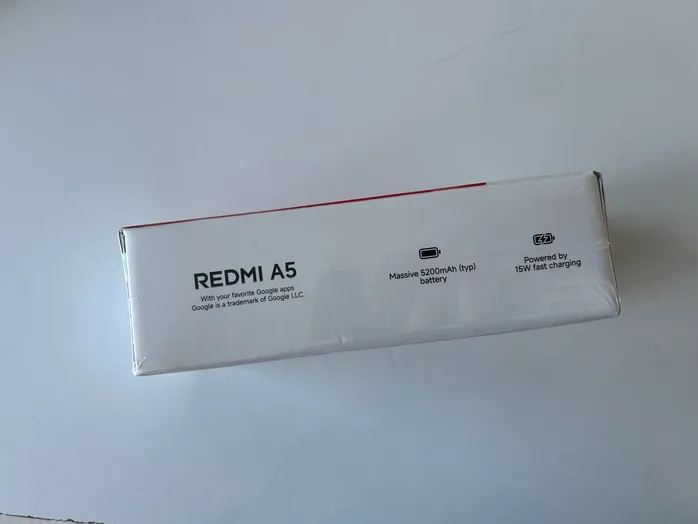 REDMI A5
With your favorite Google apps
Google is a trademark of Google LLC.
Massive 5200mAh (typ)
battery
Powered by
15W fast charging